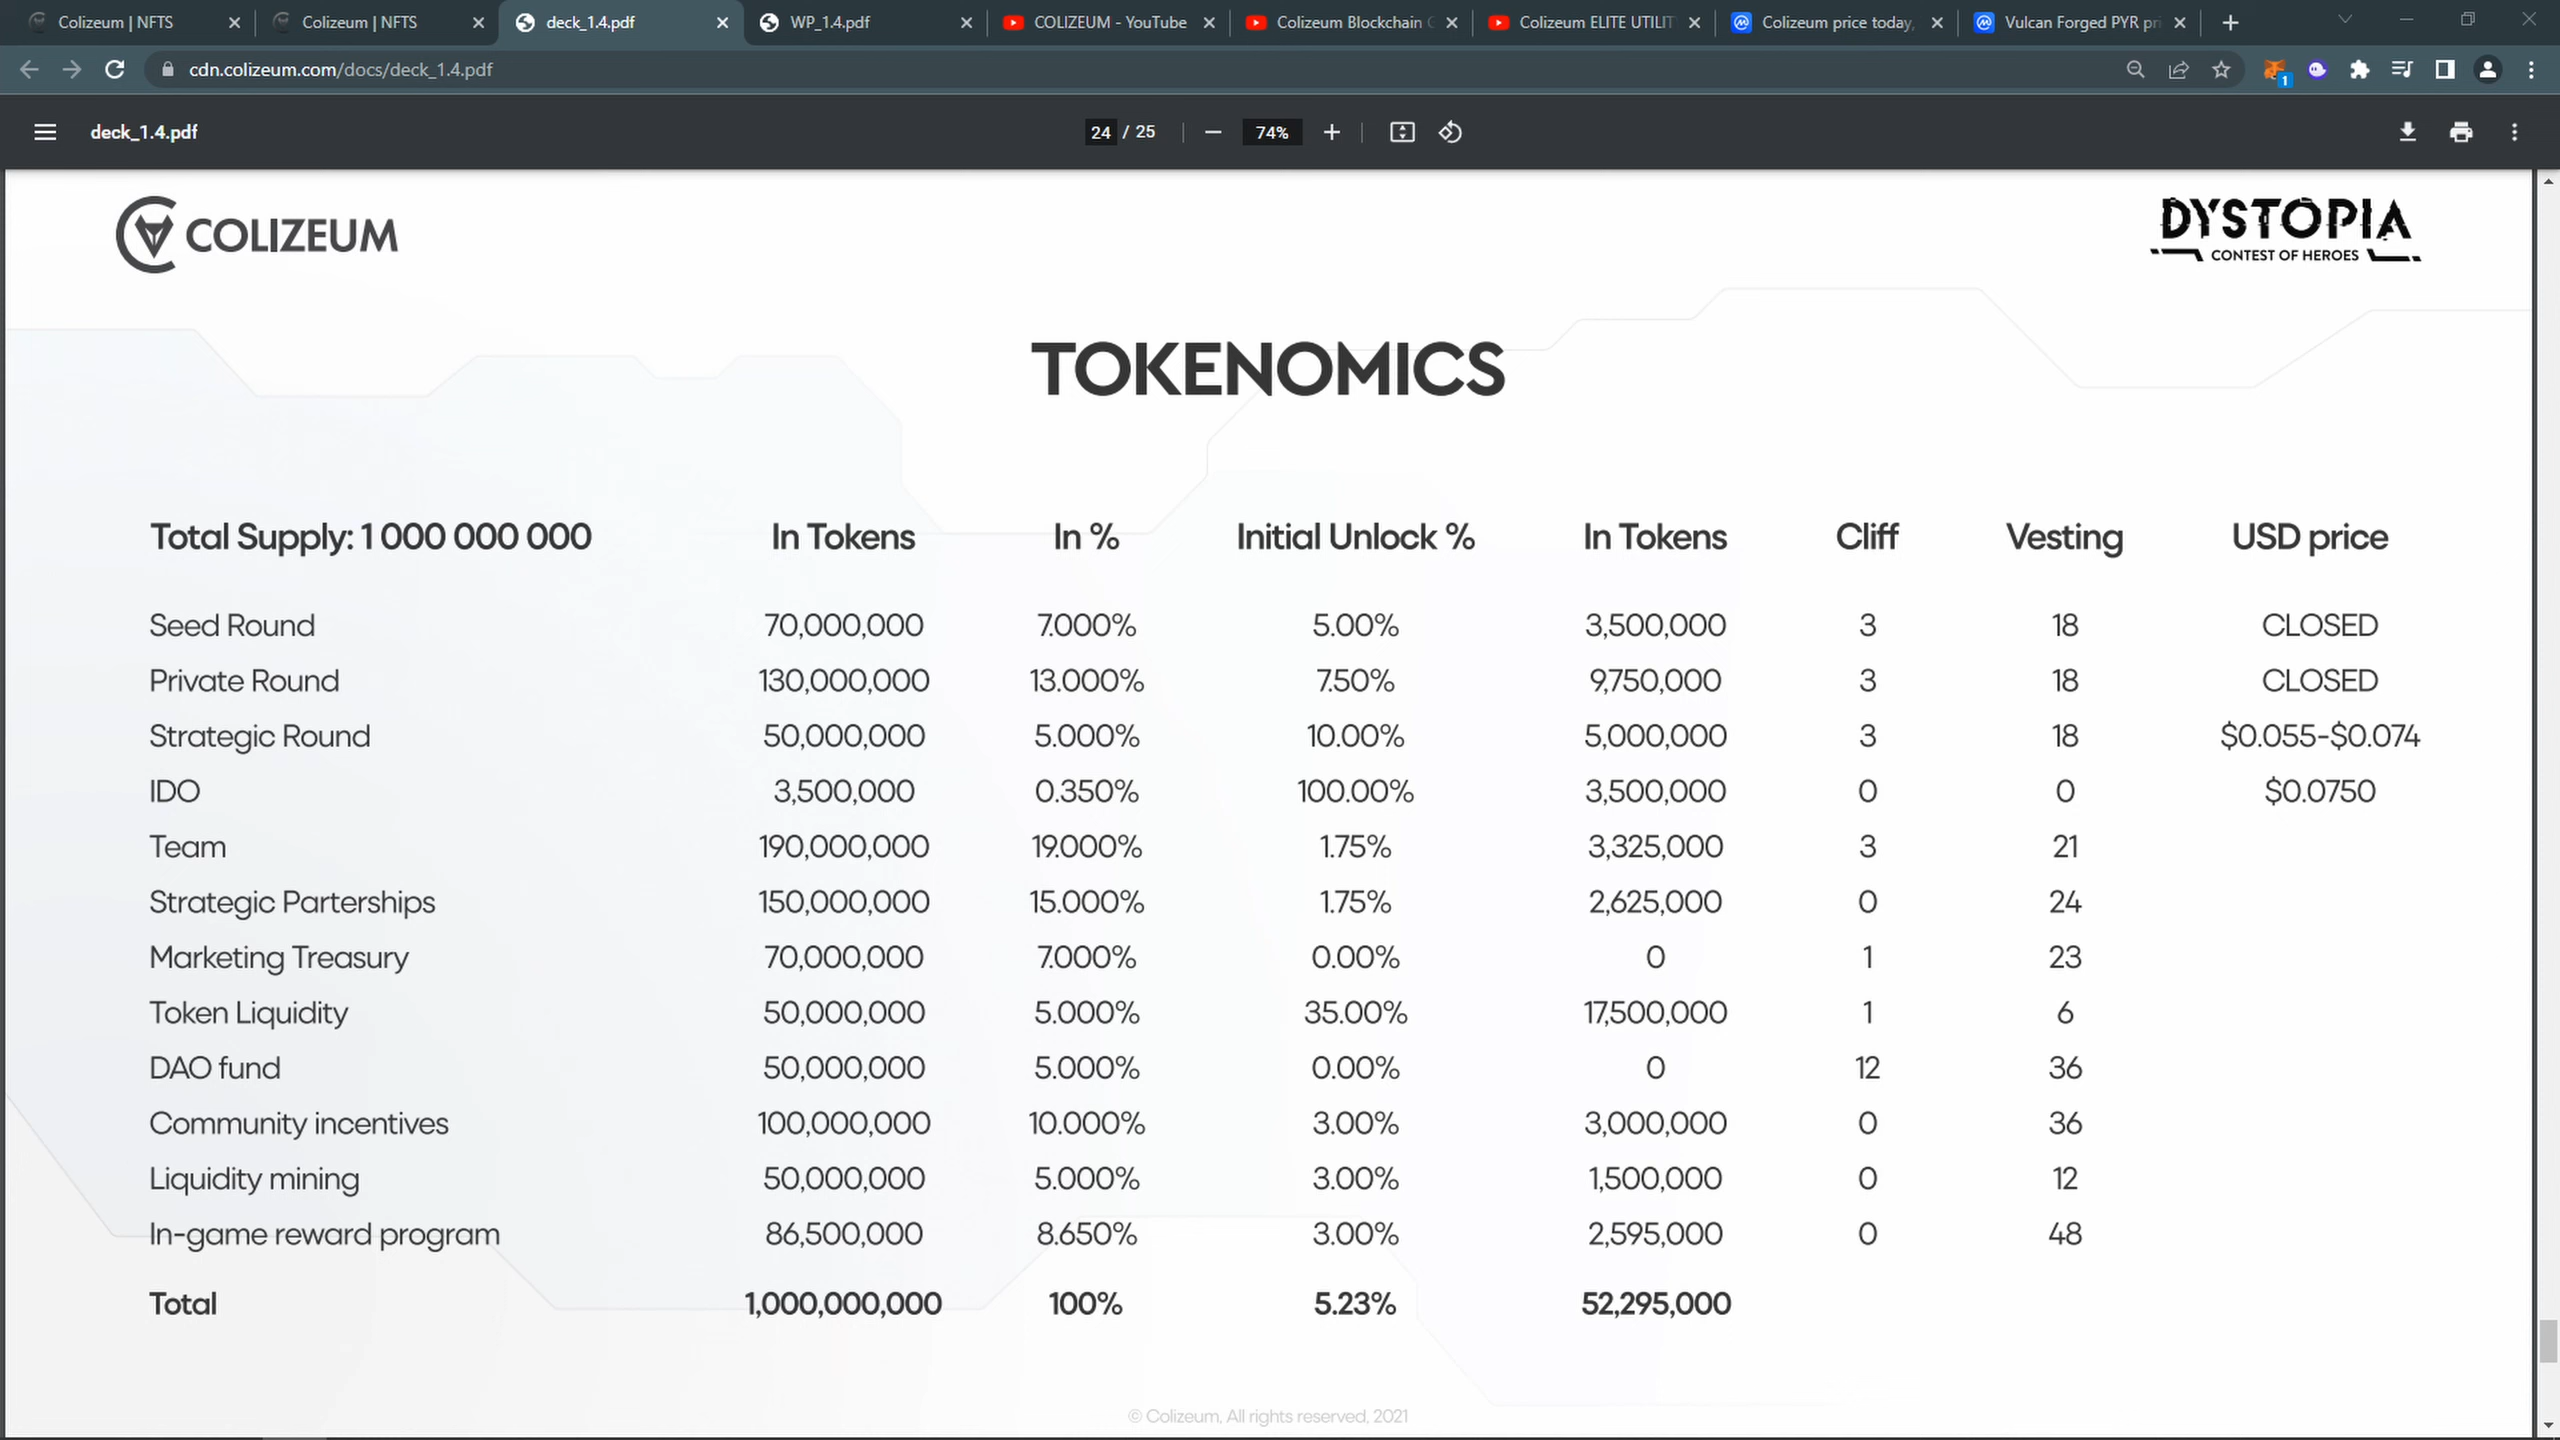 Colizeum | NFTS
Colizeum | NFTS
deck_1.4.pdf
WP_1.4.pdf
COLIZEUM - YouTube
Colizeum Blockchain
Colizeum ELITE UTILIT
Colizeum price today,
Vulcan Forged PYR pri
cdn.colizeum.com/docs/deck_1.4.pdf
1
deck_1.4.pdf
24 / 25
74%
COLIZEUM
DYSTOPIA
CONTEST OF HEROES
TOKENOMICS
Total Supply: 1 000 000 000 In Tokens In % Initial Unlock % In Tokens Cliff Vesting USD price
Seed Round 70,000,000 7.000% 5.00% 3,500,000 3 18 CLOSED
Private Round 130,000,000 13.000% 7.50% 9,750,000 3 18 CLOSED
Strategic Round 50,000,000 5.000% 10.00% 5,000,000 3 18 $0.055-$0.074
IDO 3,500,000 0.350% 100.00% 3,500,000 0 0 $0.0750
Team 190,000,000 19.000% 1.75% 3,325,000 3 21
Strategic Parterships 150,000,000 15.000% 1.75% 2,625,000 0 24
Marketing Treasury 70,000,000 7.000% 0.00% 0 1 23
Token Liquidity 50,000,000 5.000% 35.00% 17,500,000 1 6
DAO fund 50,000,000 5.000% 0.00% 0 12 36
Community incentives 100,000,000 10.000% 3.00% 3,000,000 0 36
Liquidity mining 50,000,000 5.000% 3.00% 1,500,000 0 12
In-game reward program 86,500,000 8.650% 3.00% 2,595,000 0 48
Total 1,000,000,000 100% 5.23% 52,295,000
© Colizeum, All rights reserved, 2021